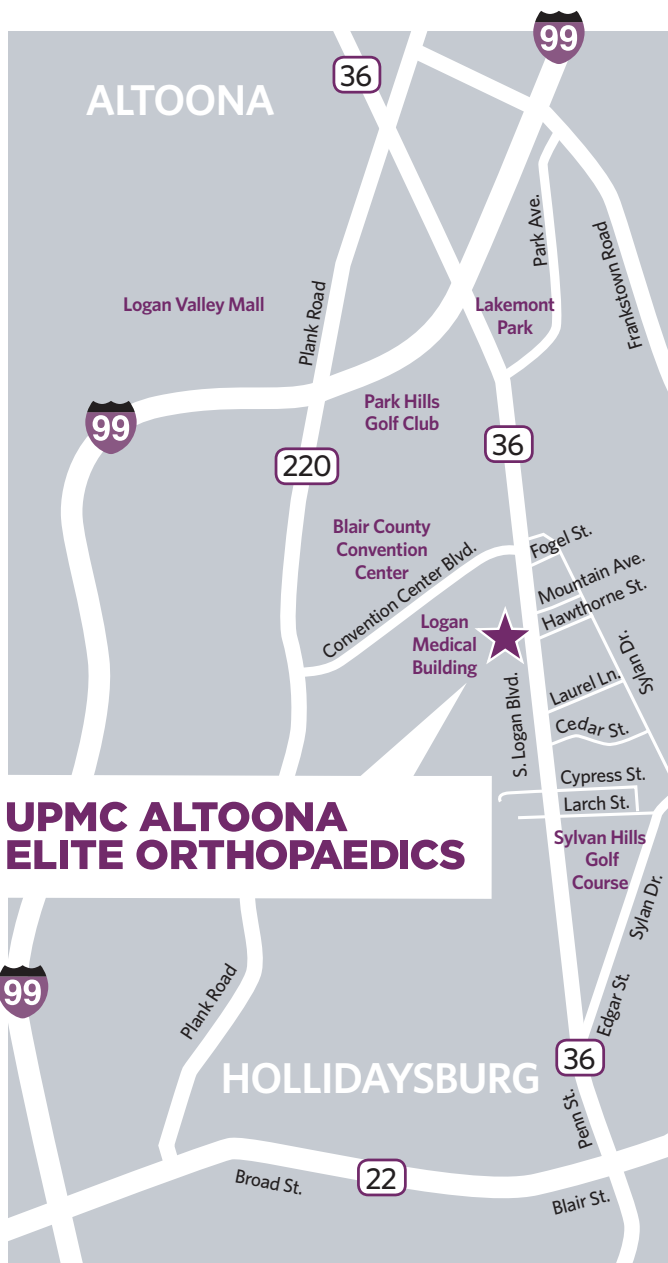 99
36
ALTOONA
Park Ave.
Frankstown Road
Logan Valley Mall
Plank Road
Lakemont
Park
99
Park Hills
Golf Club
36
220
Blair County
Convention
Center
Convention Center Blvd.
Fogel St.
Mountain Ave.
Hawthorne St.
Logan
Medical
Building
Sylan Dr.
S. Logan Blvd.
Laurel Ln.
Cedar St.
Cypress St.
Larch St.
UPMC ALTOONA
ELITE ORTHOPAEDICS
Sylvan Hills
Golf
Course
Sylan Dr.
99
Plank Road
Edgar St.
36
HOLLIDAYSBURG
Penn St.
Broad St.
22
Blair St.